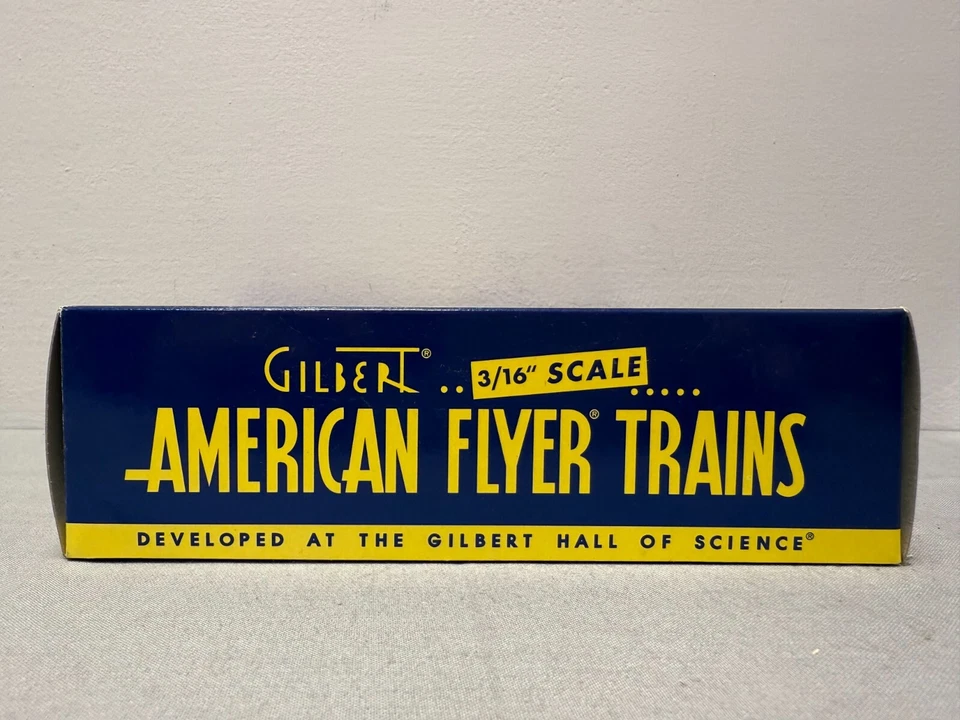 GILBERT® .. 3/16" SCALE .....
AMERICAN FLYER® TRAINS
DEVELOPED AT THE GILBERT HALL OF SCIENCE®